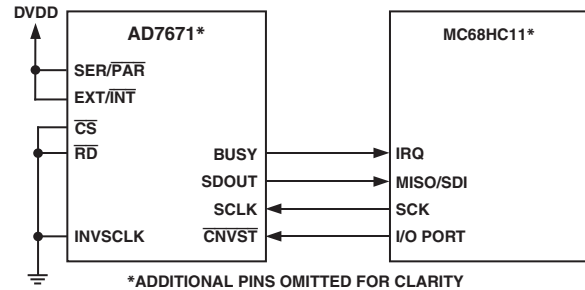 DVDD
AD7671*
MC68HC11*
SER/PAR
EXT/INT
CS
RD
BUSY
IRQ
SDOUT
MISO/SDI
SCLK
SCK
INVSCLK
CNVST
I/O PORT
*ADDITIONAL PINS OMITTED FOR CLARITY